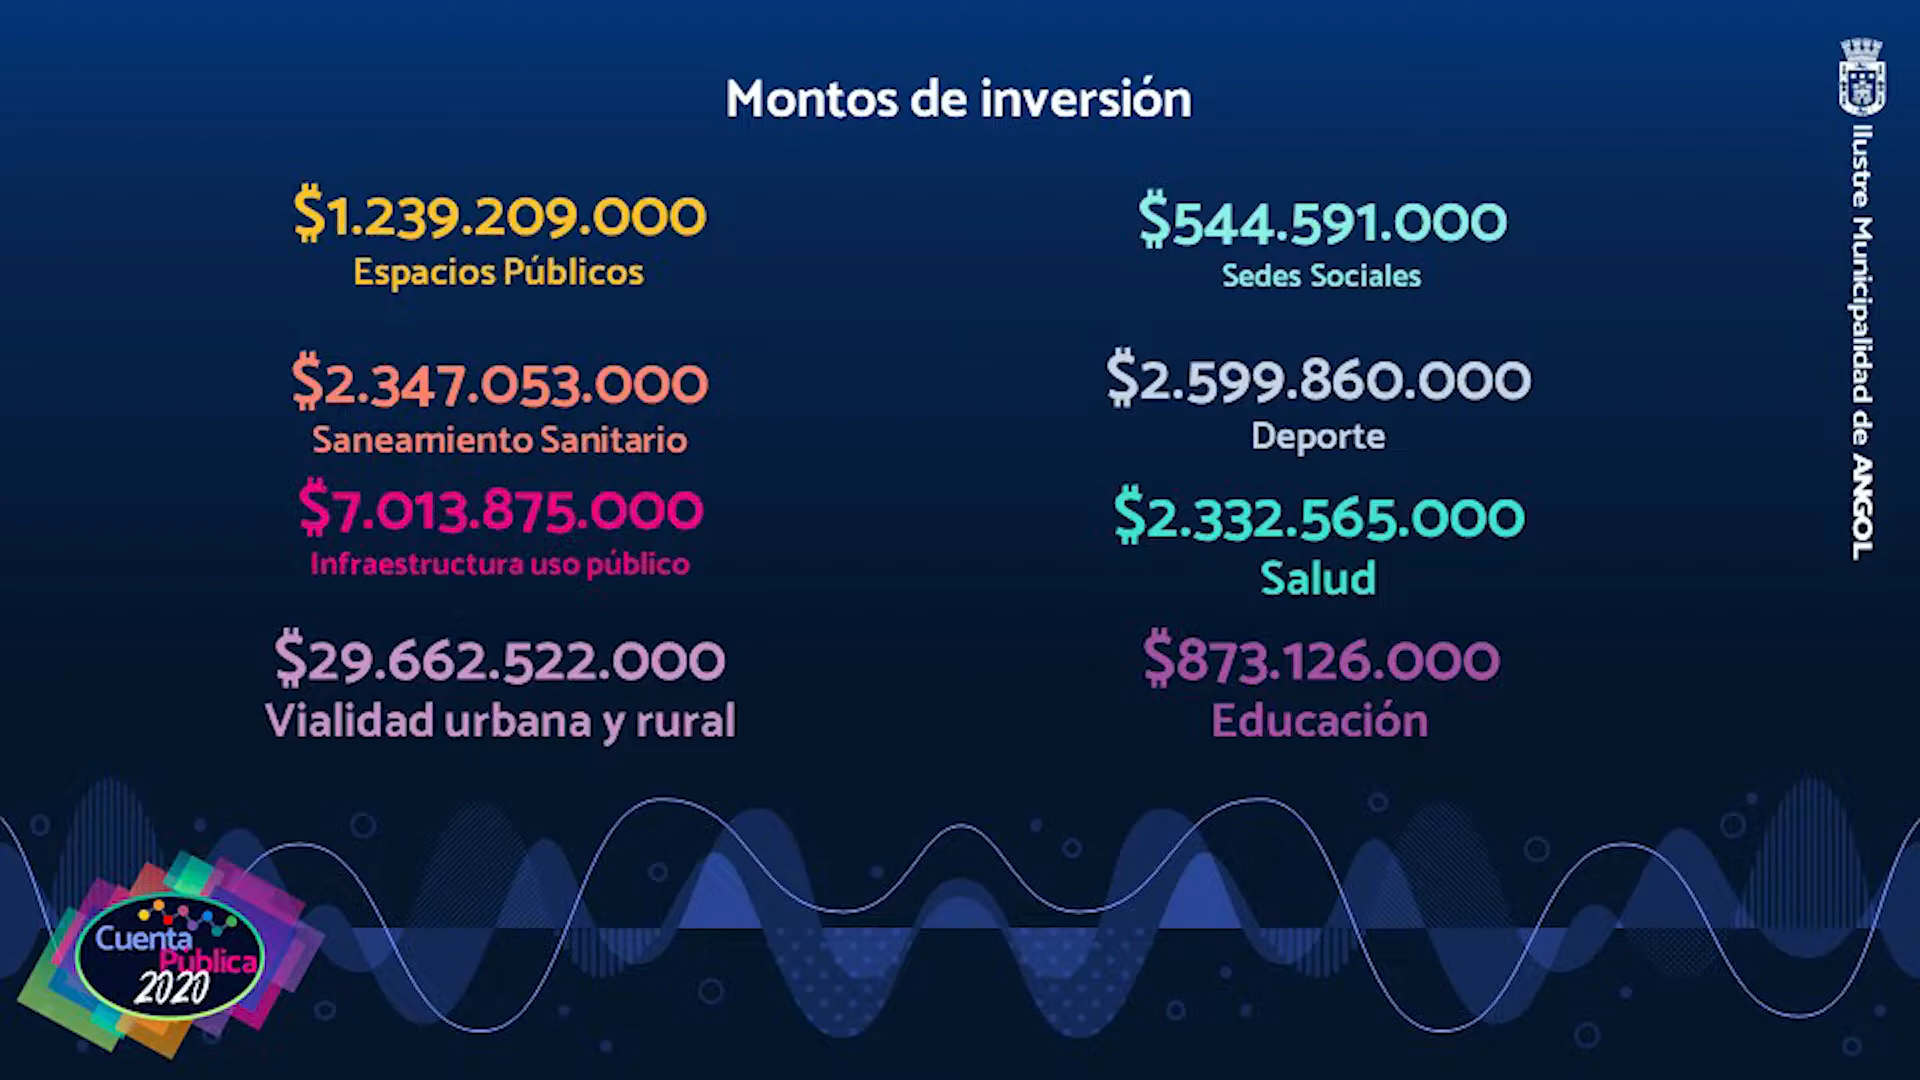 Montos de inversión
$1.239.209.000
Espacios Públicos
$544.591.000
Sedes Sociales
$2.347.053.000
Saneamiento Sanitario
$2.599.860.000
Deporte
$7.013.875.000
Infraestructura uso público
$2.332.565.000
Salud
$29.662.522.000
Vialidad urbana y rural
$873.126.000
Educación
Ilustre Municipalidad de ANGOL
Cuenta
Pública
2020